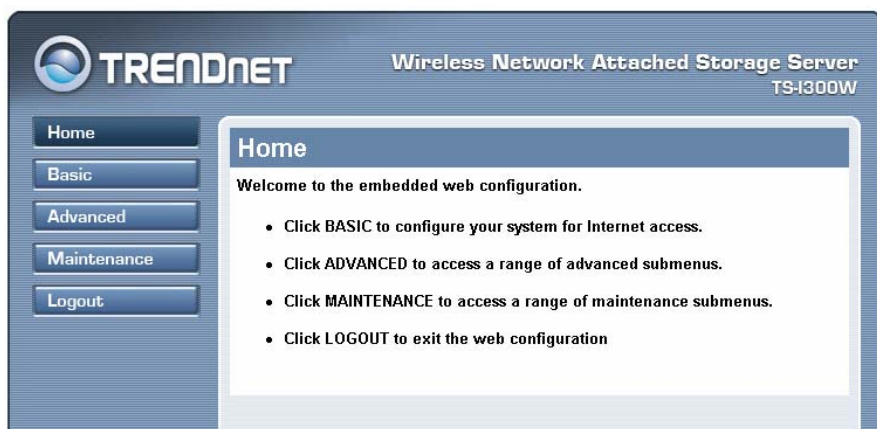 TRENDNET
Wireless Network Attached Storage Server
TS-I300W
Home
Basic
Advanced
Maintenance
Logout
Home
Welcome to the embedded web configuration.
• Click BASIC to configure your system for Internet access.
• Click ADVANCED to access a range of advanced submenus.
• Click MAINTENANCE to access a range of maintenance submenus.
• Click LOGOUT to exit the web configuration